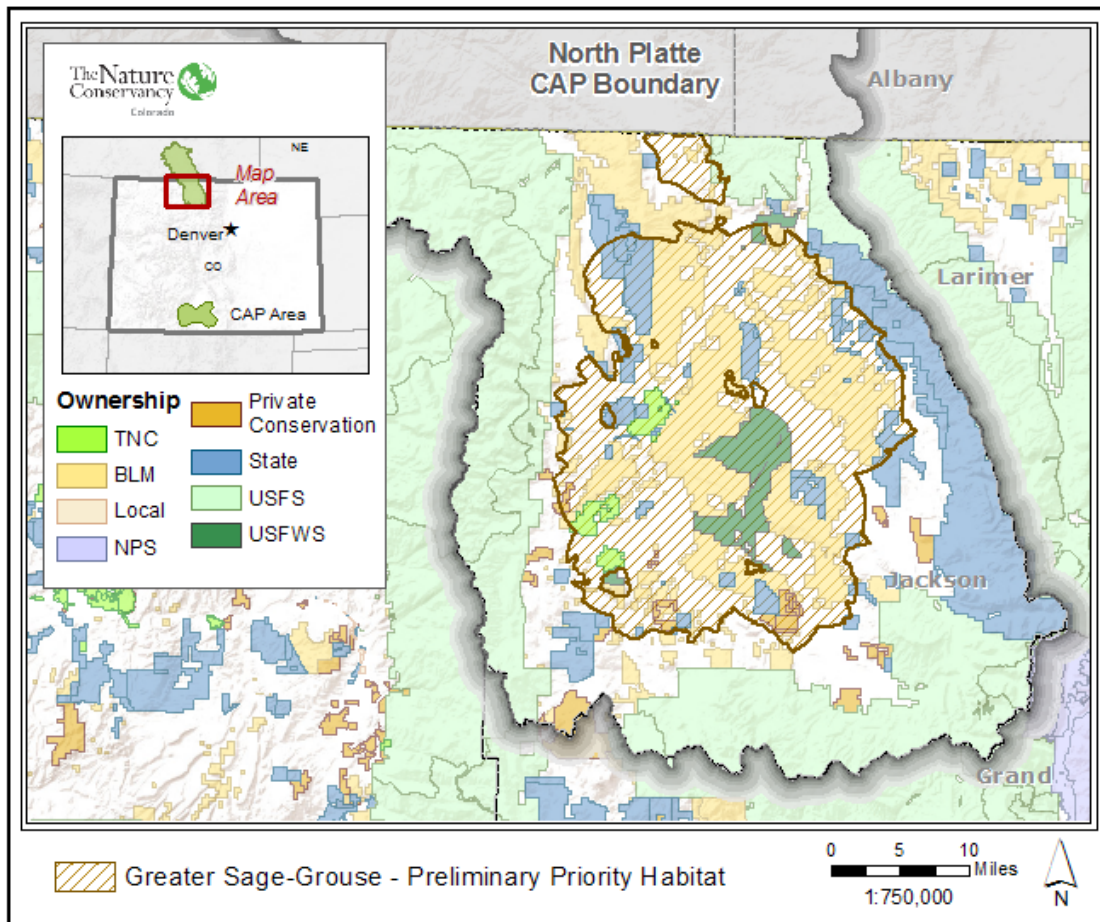 North Platte
CAP Boundary
Albany
The Nature
Conservancy
Colorado
NE
Map
Area
Denver
CO
CAP Area
Larimer
Ownership
TNC
BLM
Local
NPS
Private
Conservation
State
USFS
USFWS
Jackson
Grand
Greater Sage-Grouse - Preliminary Priority Habitat
0 5 10
Miles
1:750,000
N